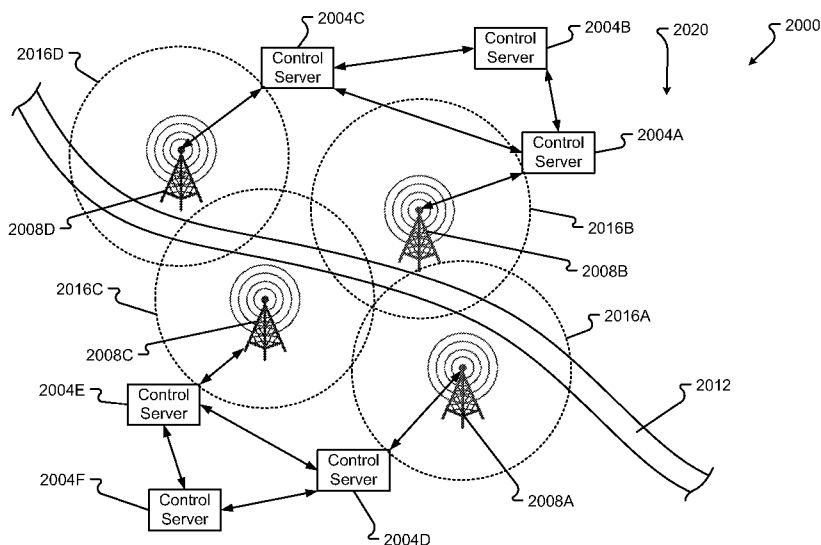 2004C
2016D
Control
Server
Control
Server
2004B
2020
2000
Control
Server
2004A
2008D
2016B
2008B
2016C
2016A
2008C
2004E
Control
Server
2012
Control
Server
2004F
Control
Server
2008A
2004D